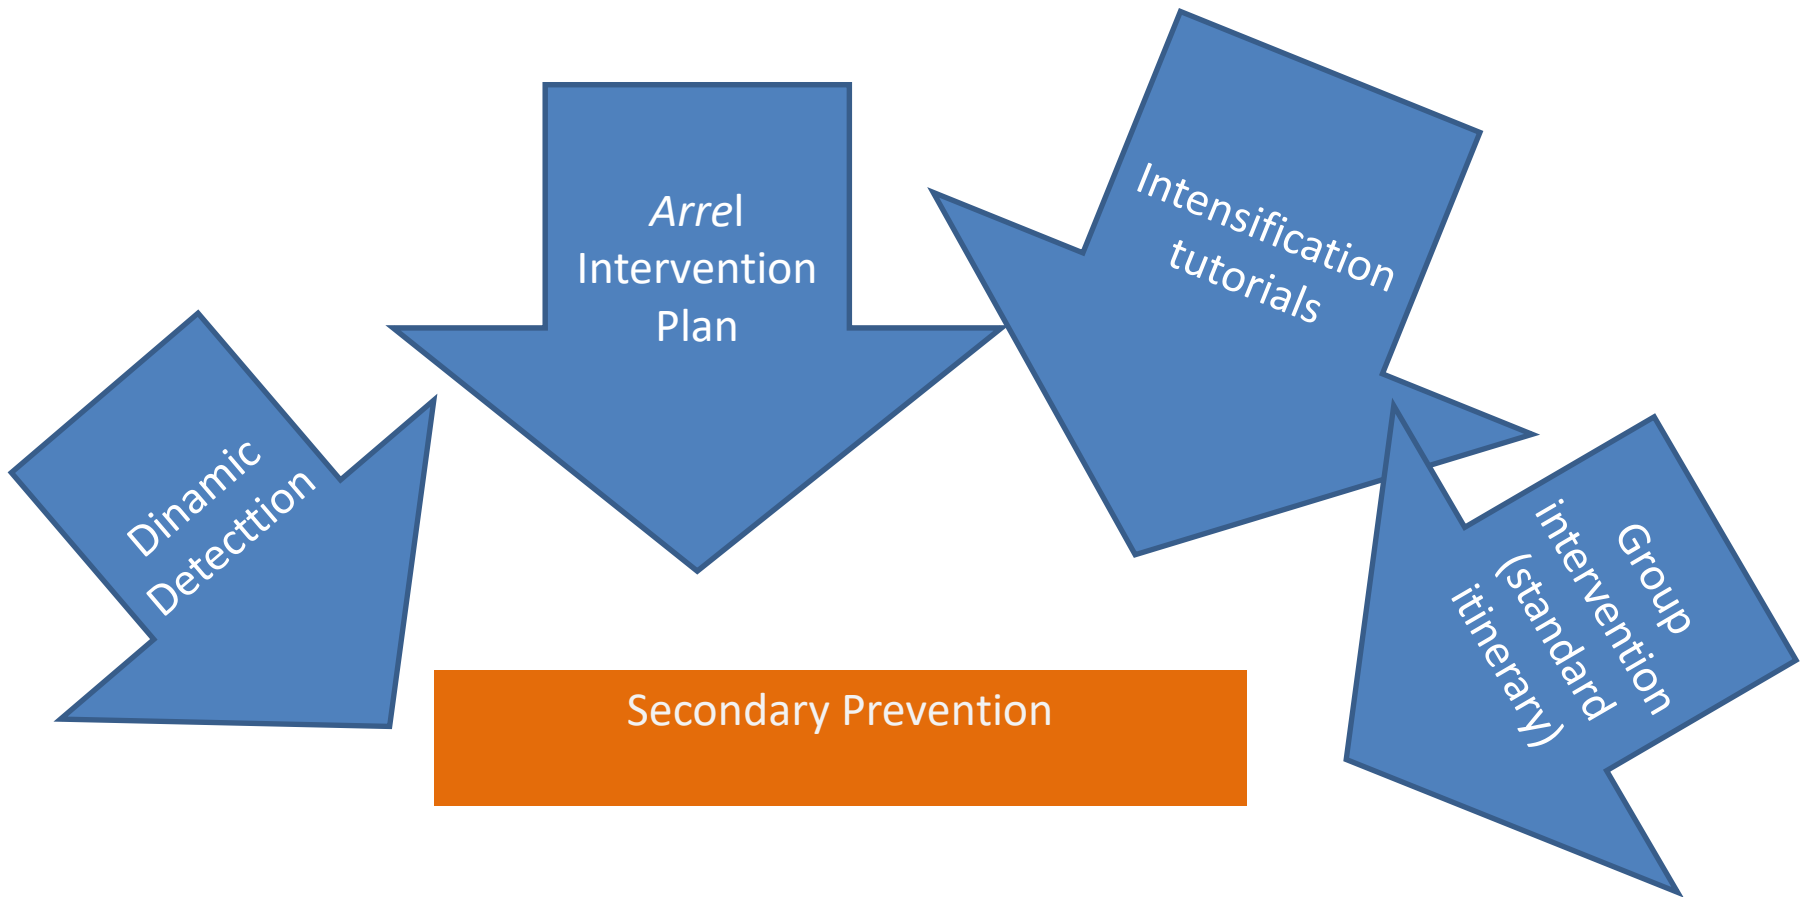 Dinamic
Detecttion
Arrel
Intervention
Plan
Intensification
tutorials
Group
intervention
(standard
itinerary)
Secondary Prevention